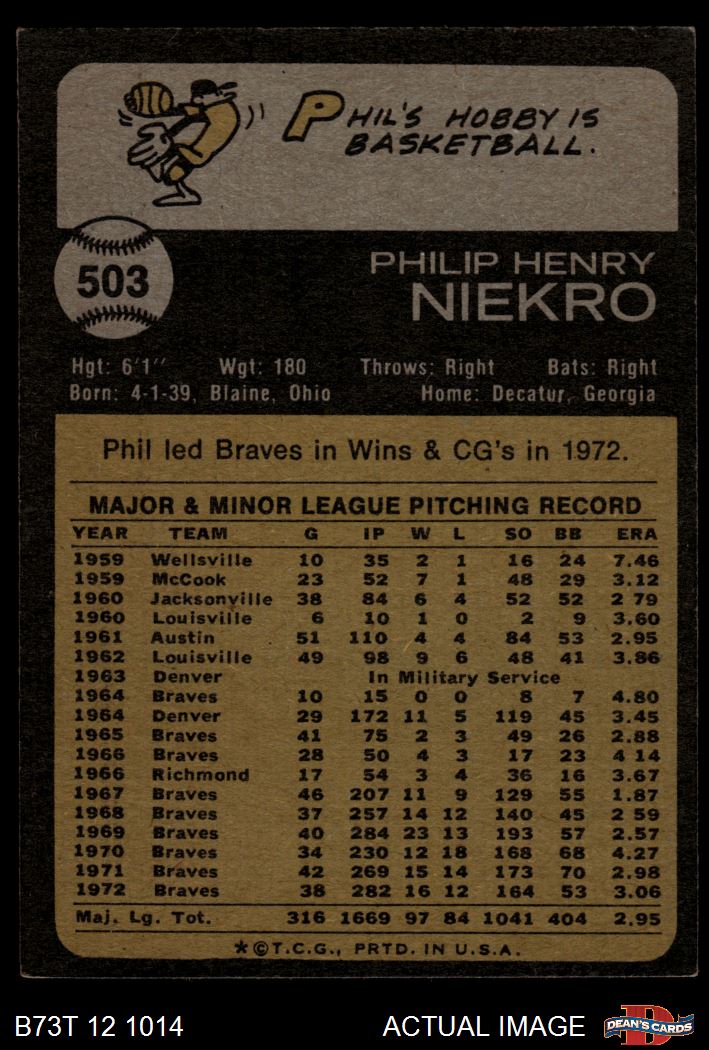 PHIL'S HOBBY IS
BASKETBALL.
503
PHILIP HENRY
NIEKRO
Hgt: 6'1" Wgt: 180 Throws: Right Bats: Right
Born: 4-1-39, Blaine, Ohio Home: Decatur, Georgia
Phil led Braves in Wins & CG's in 1972.
MAJOR & MINOR LEAGUE PITCHING RECORD
YEAR TEAM G IP W L SO BB ERA
1959 Wellsville 10 35 2 1 16 24 7.46
1959 McCook 23 52 7 1 48 29 3.12
1960 Jacksonville 38 84 6 4 52 52 2 79
1960 Louisville 6 10 1 0 2 9 3.60
1961 Austin 51 110 4 4 84 53 2.95
1962 Louisville 49 98 9 6 48 41 3.86
1963 Denver In Military Service
1964 Braves 10 15 0 0 8 7 4.80
1964 Denver 29 172 11 5 119 45 3.45
1965 Braves 41 75 2 3 49 26 2.88
1966 Braves 28 50 4 3 17 23 4 14
1966 Richmond 17 54 3 4 36 16 3.67
1967 Braves 46 207 11 9 129 55 1.87
1968 Braves 37 257 14 12 140 45 2 59
1969 Braves 40 284 23 13 193 57 2.57
1970 Braves 34 230 12 18 168 68 4.27
1971 Braves 42 269 15 14 173 70 2.98
1972 Braves 38 282 16 12 164 53 3.06
Maj. Lg. Tot. 316 1669 97 84 1041 404 2.95
*©T.C.G., PRTD. IN U.S.A.
B73T 12 1014 ACTUAL IMAGE DEAN'S CARDS